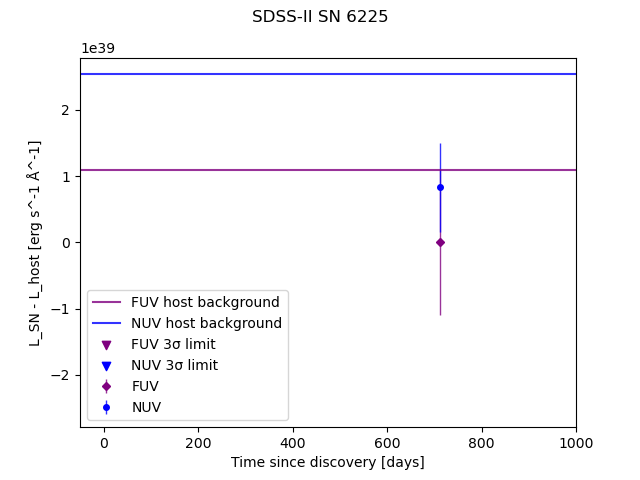 SDSS-II SN 6225
1e39
2
1
0
−1
−2
L_SN - L_host [erg s^-1 Å^-1]
FUV host background
NUV host background
FUV 3σ limit
NUV 3σ limit
FUV
NUV
0 200 400 600 800 1000
Time since discovery [days]